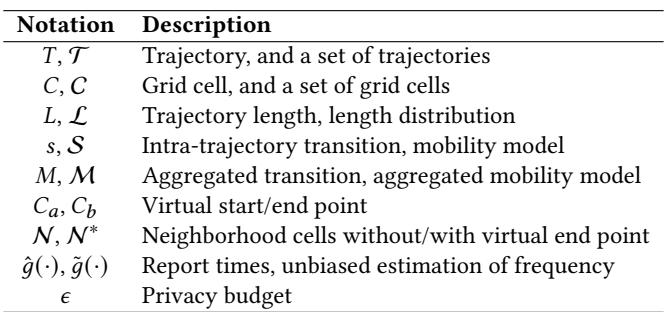 Notation Description
T, 𝒯 Trajectory, and a set of trajectories
C, 𝒞 Grid cell, and a set of grid cells
L, ℒ Trajectory length, length distribution
s, 𝒮 Intra-trajectory transition, mobility model
M, ℳ Aggregated transition, aggregated mobility model
Cₐ, C_b Virtual start/end point
𝒩, 𝒩* Neighborhood cells without/with virtual end point
ĝ(·), g̃(·) Report times, unbiased estimation of frequency
ϵ Privacy budget